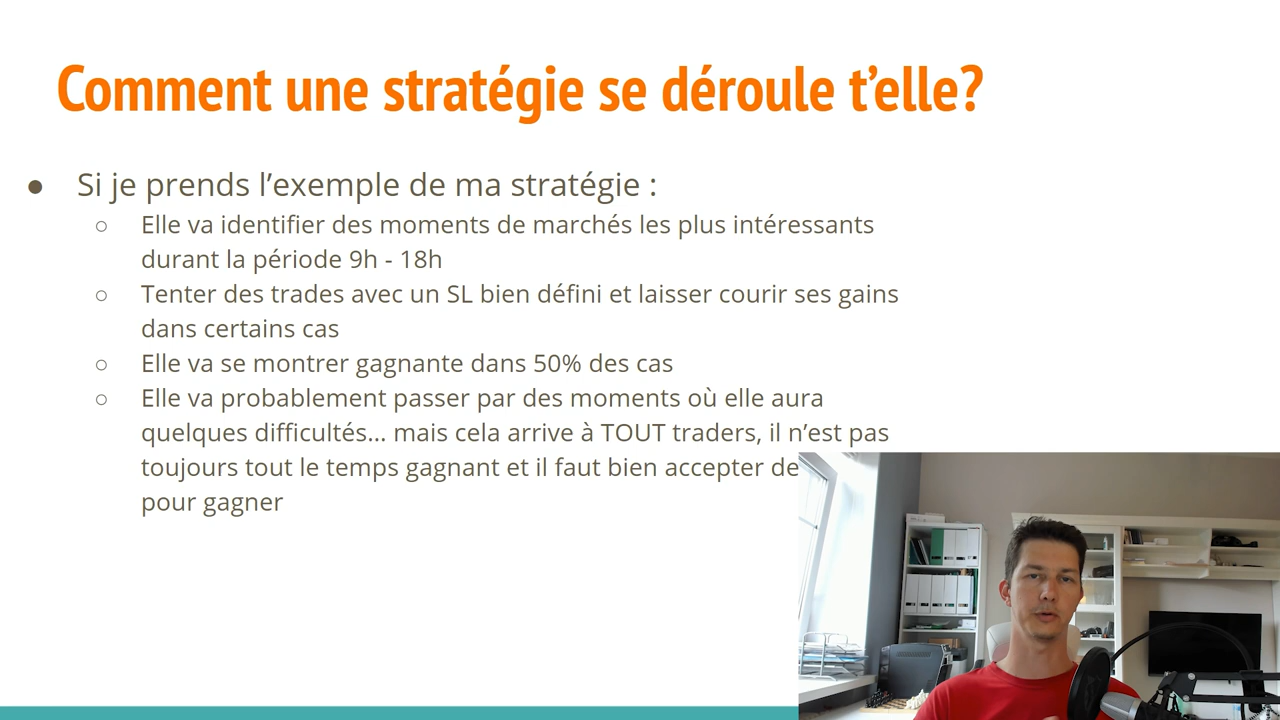 Comment une stratégie se déroule t’elle?
● Si je prends l’exemple de ma stratégie :
○ Elle va identifier des moments de marchés les plus intéressants
durant la période 9h - 18h
○ Tenter des trades avec un SL bien défini et laisser courir ses gains
dans certains cas
○ Elle va se montrer gagnante dans 50% des cas
○ Elle va probablement passer par des moments où elle aura
quelques difficultés... mais cela arrive à TOUT traders, il n’est pas
toujours tout le temps gagnant et il faut bien accepter de
pour gagner